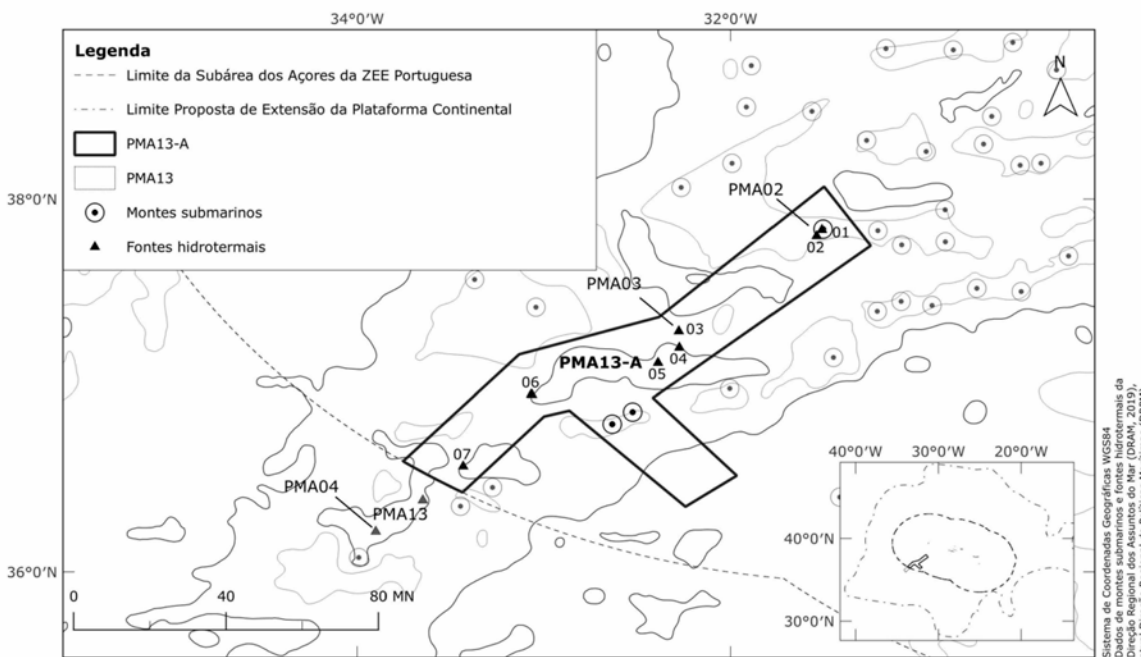 34°0′W
32°0′W
Legenda
Limite da Subárea dos Açores da ZEE Portuguesa
Limite Proposta de Extensão da Plataforma Continental
PMA13-A
PMA13
Montes submarinos
Fontes hidrotermais
N
38°0′N
PMA02
01
02
PMA03
03
04
PMA13-A
05
06
07
PMA04
PMA13
36°0′N
0
40
80 MN
40°0′W
30°0′W
20°0′W
40°0′N
30°0′N
Sistema de Coordenadas Geográficas WGS84
Dados de montes submarinos e fontes hidrotermais da
Direção Regional dos Assuntos do Mar (DRAM, 2019),